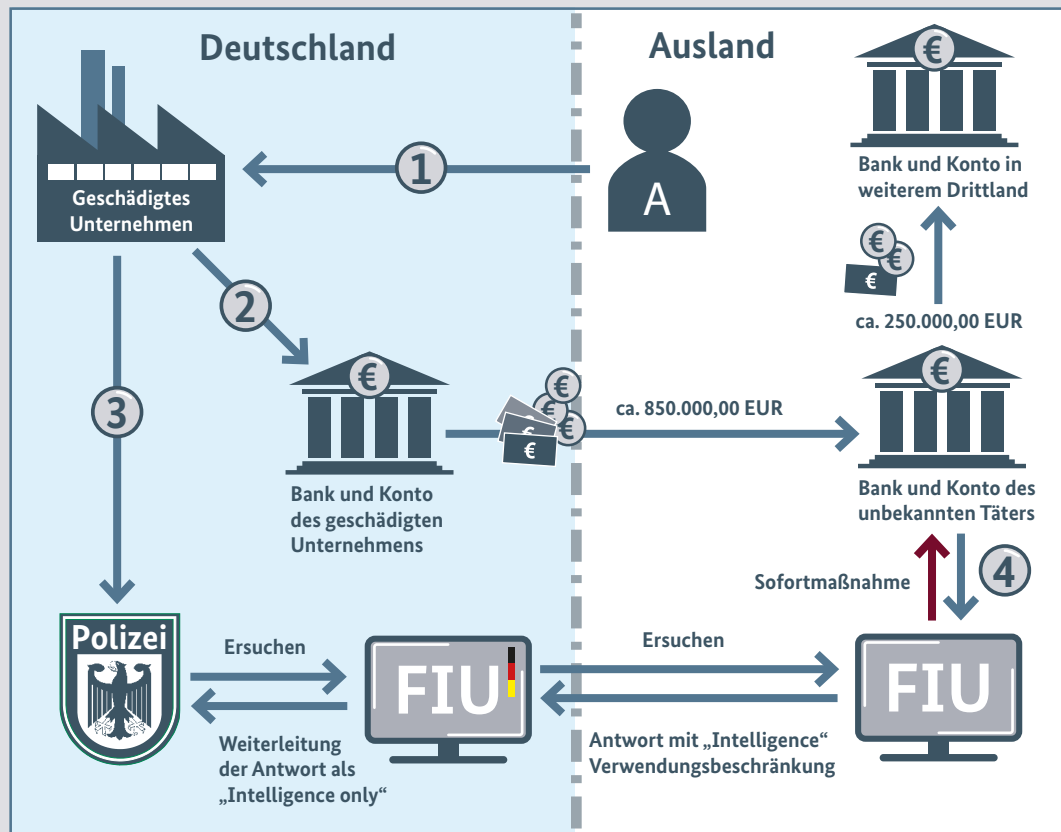 Deutschland
Ausland
€
Bank und Konto in
weiterem Drittland
1
A
Geschädigtes
Unternehmen
2
€
€
€
ca. 250.000,00 EUR
3
€
€
€
€
€
€
€
ca. 850.000,00 EUR
€
Bank und Konto
des geschädigten
Unternehmens
Bank und Konto des
unbekannten Täters
Sofortmaßnahme
4
Polizei
Ersuchen
FIU
Ersuchen
FIU
Weiterleitung
der Antwort als
„Intelligence only“
Antwort mit „Intelligence“
Verwendungsbeschränkung